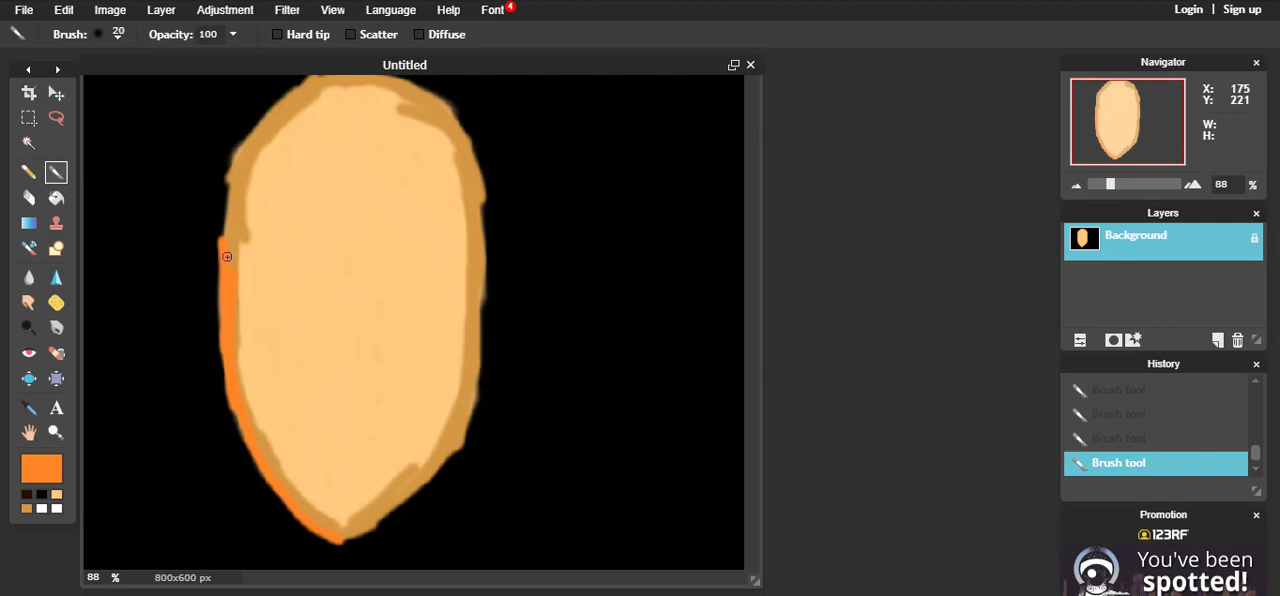 File Edit Image Layer Adjustment Filter View Language Help Font 4 Login | Sign up
Brush: 20 Opacity: 100 Hard tip Scatter Diffuse
Untitled
88 % 800x600 px
Navigator
X: 175
Y: 221
W:
H:
88 %
Layers
Background
History
Brush tool
Brush tool
Brush tool
Brush tool
Promotion
123RF
You've been
spotted!
A